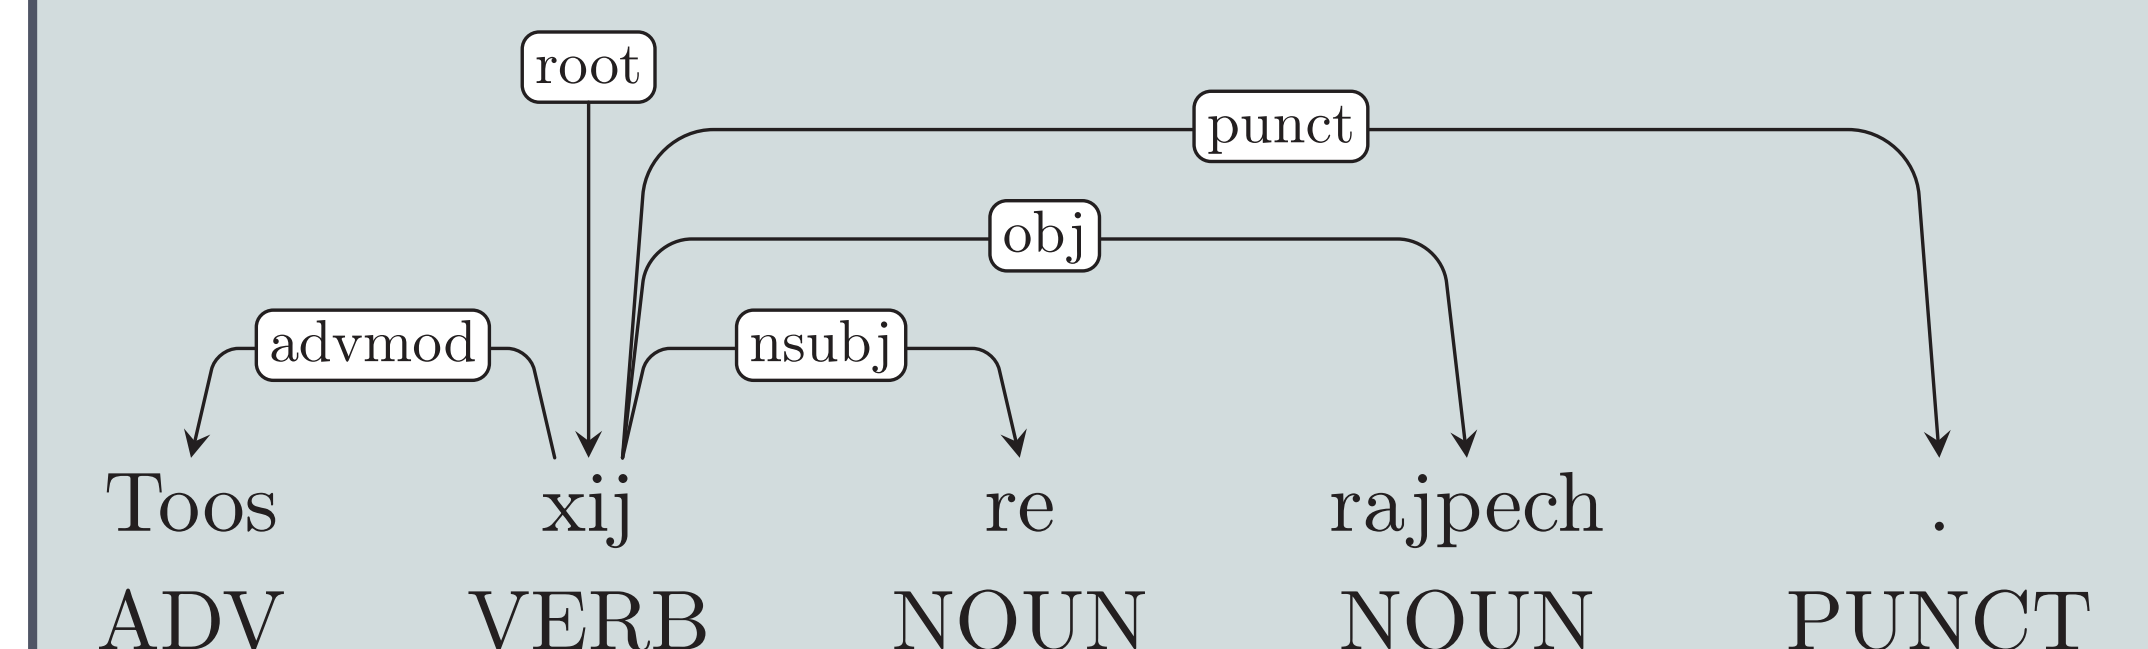 root
punct
obj
advmod nsubj
Toos xij re rajpech .
ADV VERB NOUN NOUN PUNCT